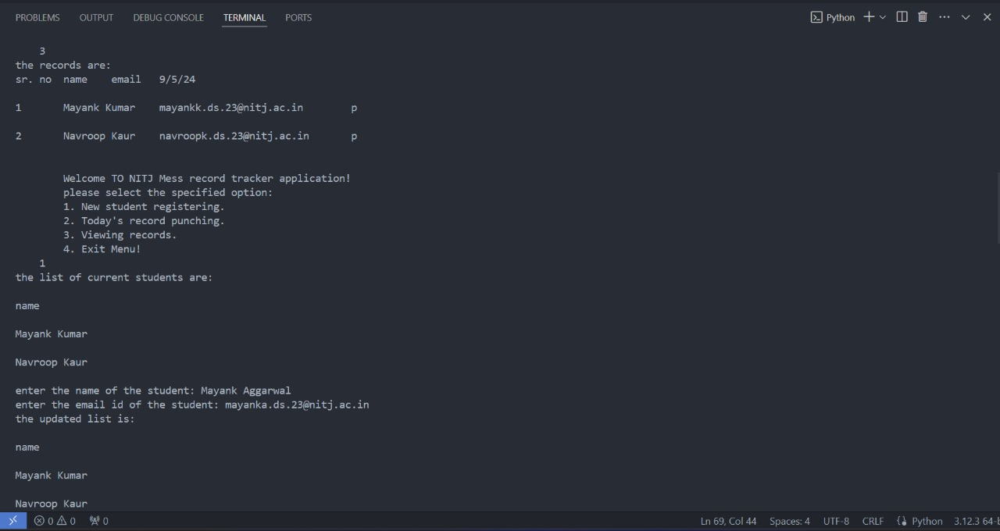 PROBLEMS OUTPUT DEBUG CONSOLE TERMINAL PORTS Python
3
the records are:
sr. no name email 9/5/24
1 Mayank Kumar mayankk.ds.23@nitj.ac.in p
2 Navroop Kaur navroopk.ds.23@nitj.ac.in p
Welcome TO NITJ Mess record tracker application!
please select the specified option:
1. New student registering.
2. Today's record punching.
3. Viewing records.
4. Exit Menu!
1
the list of current students are:
name
Mayank Kumar
Navroop Kaur
enter the name of the student: Mayank Aggarwal
enter the email id of the student: mayanka.ds.23@nitj.ac.in
the updated list is:
name
Mayank Kumar
Navroop Kaur
0 0 0 Ln 69, Col 44 Spaces: 4 UTF-8 CRLF Python 3.12.3 64-b